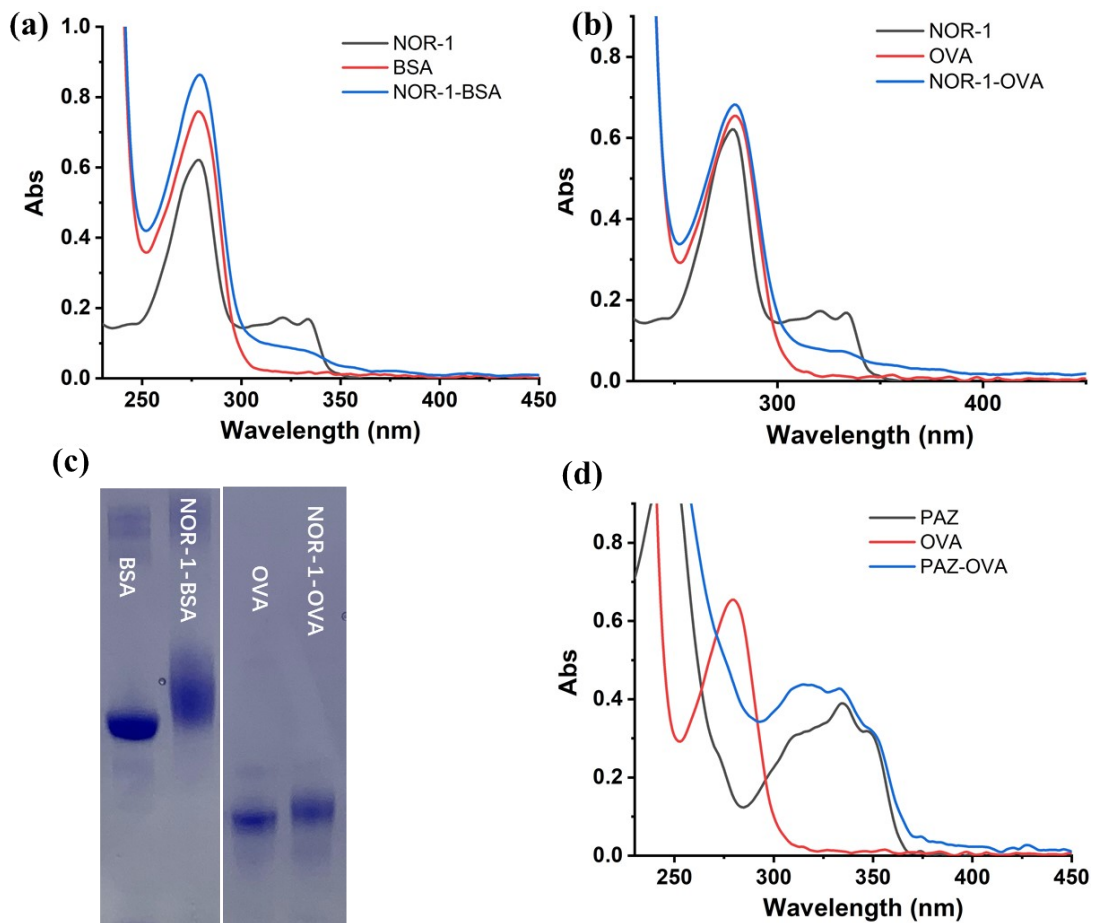 (a)
NOR-1
BSA
NOR-1-BSA
1.0
0.8
0.6
0.4
0.2
0.0
Abs
250
300
350
400
450
Wavelength (nm)
(b)
NOR-1
OVA
NOR-1-OVA
0.8
0.6
0.4
0.2
0.0
Abs
300
400
Wavelength (nm)
(c)
BSA
NOR-1-BSA
OVA
NOR-1-OVA
(d)
PAZ
OVA
PAZ-OVA
0.8
0.6
0.4
0.2
0.0
Abs
250
300
350
400
450
Wavelength (nm)